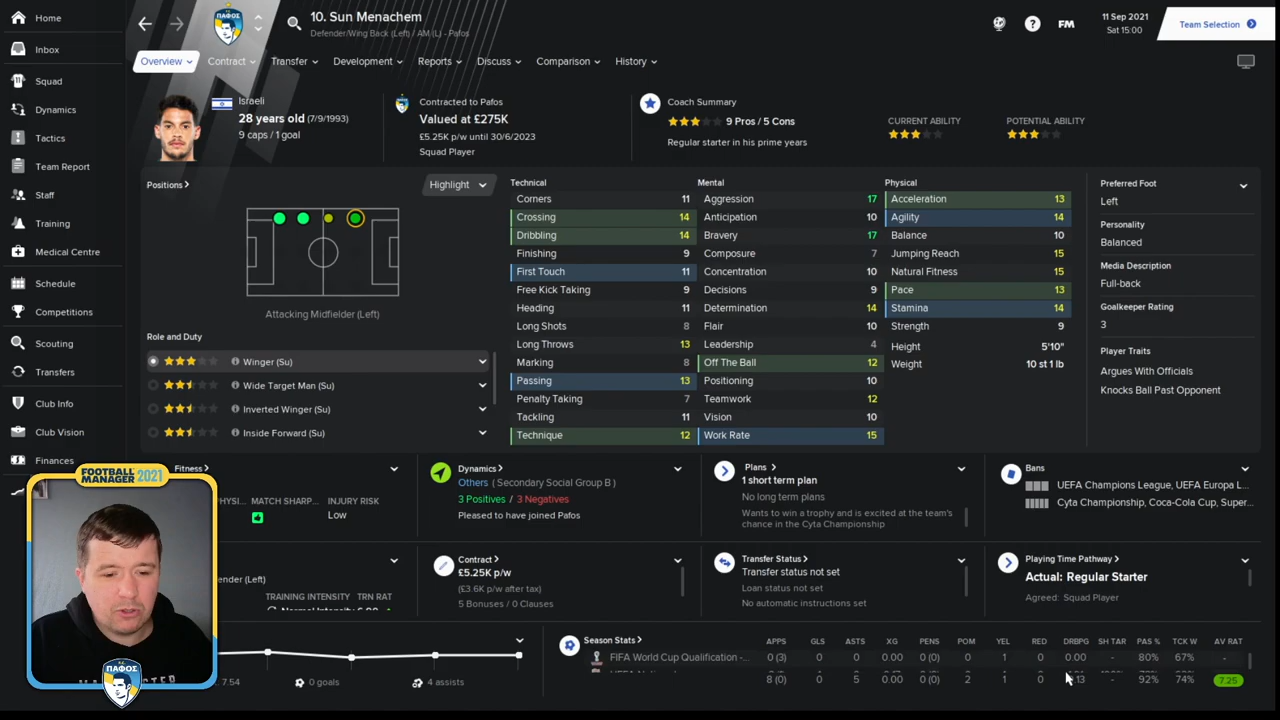 Home
Inbox
Squad
Dynamics
Tactics
Team Report
Staff
Training
Medical Centre
Schedule
Competitions
Scouting
Transfers
Club Info
Club Vision
Finances
ΠΑΦΟΣ
10. Sun Menachem
Defender/Wing Back (Left) / AM (L) - Pafos
FM
11 Sep 2021
Sat 15:00
Team Selection
Overview
Contract
Transfer
Development
Reports
Discuss
Comparison
History
Israeli
28 years old (7/9/1993)
9 caps / 1 goal
Contracted to Pafos
Valued at £275K
£5.25K p/w until 30/6/2023
Squad Player
Coach Summary
9 Pros / 5 Cons
Regular starter in his prime years
CURRENT ABILITY
POTENTIAL ABILITY
Positions
Highlight
Attacking Midfielder (Left)
Role and Duty
Winger (Su)
Wide Target Man (Su)
Inverted Winger (Su)
Inside Forward (Su)
Technical
Corners 11
Crossing 14
Dribbling 14
Finishing 9
First Touch 11
Free Kick Taking 9
Heading 11
Long Shots 8
Long Throws 13
Marking 8
Passing 13
Penalty Taking 7
Tackling 11
Technique 12
Mental
Aggression 17
Anticipation 10
Bravery 17
Composure 7
Concentration 10
Decisions 9
Determination 14
Flair 10
Leadership 4
Off The Ball 12
Positioning 10
Teamwork 12
Vision 10
Work Rate 15
Physical
Acceleration 13
Agility 14
Balance 10
Jumping Reach 15
Natural Fitness 15
Pace 13
Stamina 14
Strength 9
Height 5'10"
Weight 10 st 1 lb
Preferred Foot
Left
Personality
Balanced
Media Description
Full-back
Goalkeeper Rating
3
Player Traits
Argues With Officials
Knocks Ball Past Opponent
Fitness
MATCH SHARP...
INJURY RISK
Low
Dynamics
Others ( Secondary Social Group B )
3 Positives / 3 Negatives
Pleased to have joined Pafos
Plans
1 short term plan
No long term plans
Wants to win a trophy and is excited at the team's
chance in the Cyta Championship
Bans
UEFA Champions League, UEFA Europa L...
Cyta Championship, Coca-Cola Cup, Super...
(Left)
TRAINING INTENSITY TRN RAT
Normal Intensity
Contract
£5.25K p/w
(£3.6K p/w after tax)
5 Bonuses / 0 Clauses
Transfer Status
Transfer status not set
Loan status not set
No automatic instructions set
Playing Time Pathway
Actual: Regular Starter
Agreed: Squad Player
7.54
0 goals
4 assists
Season Stats
APPS GLS ASTS XG PENS POM YEL RED DRBPG SH TAR PAS % TCK W AV RAT
FIFA World Cup Qualification -... 0 (3) 0 0 0.00 0 (0) 0 1 0 0.00 - 80% 67% -
8 (0) 0 5 0.00 0 (0) 2 1 0 - 92% 74% 7.25
FOOTBALL
MANAGER 2021
ΠΑΦΟΣ